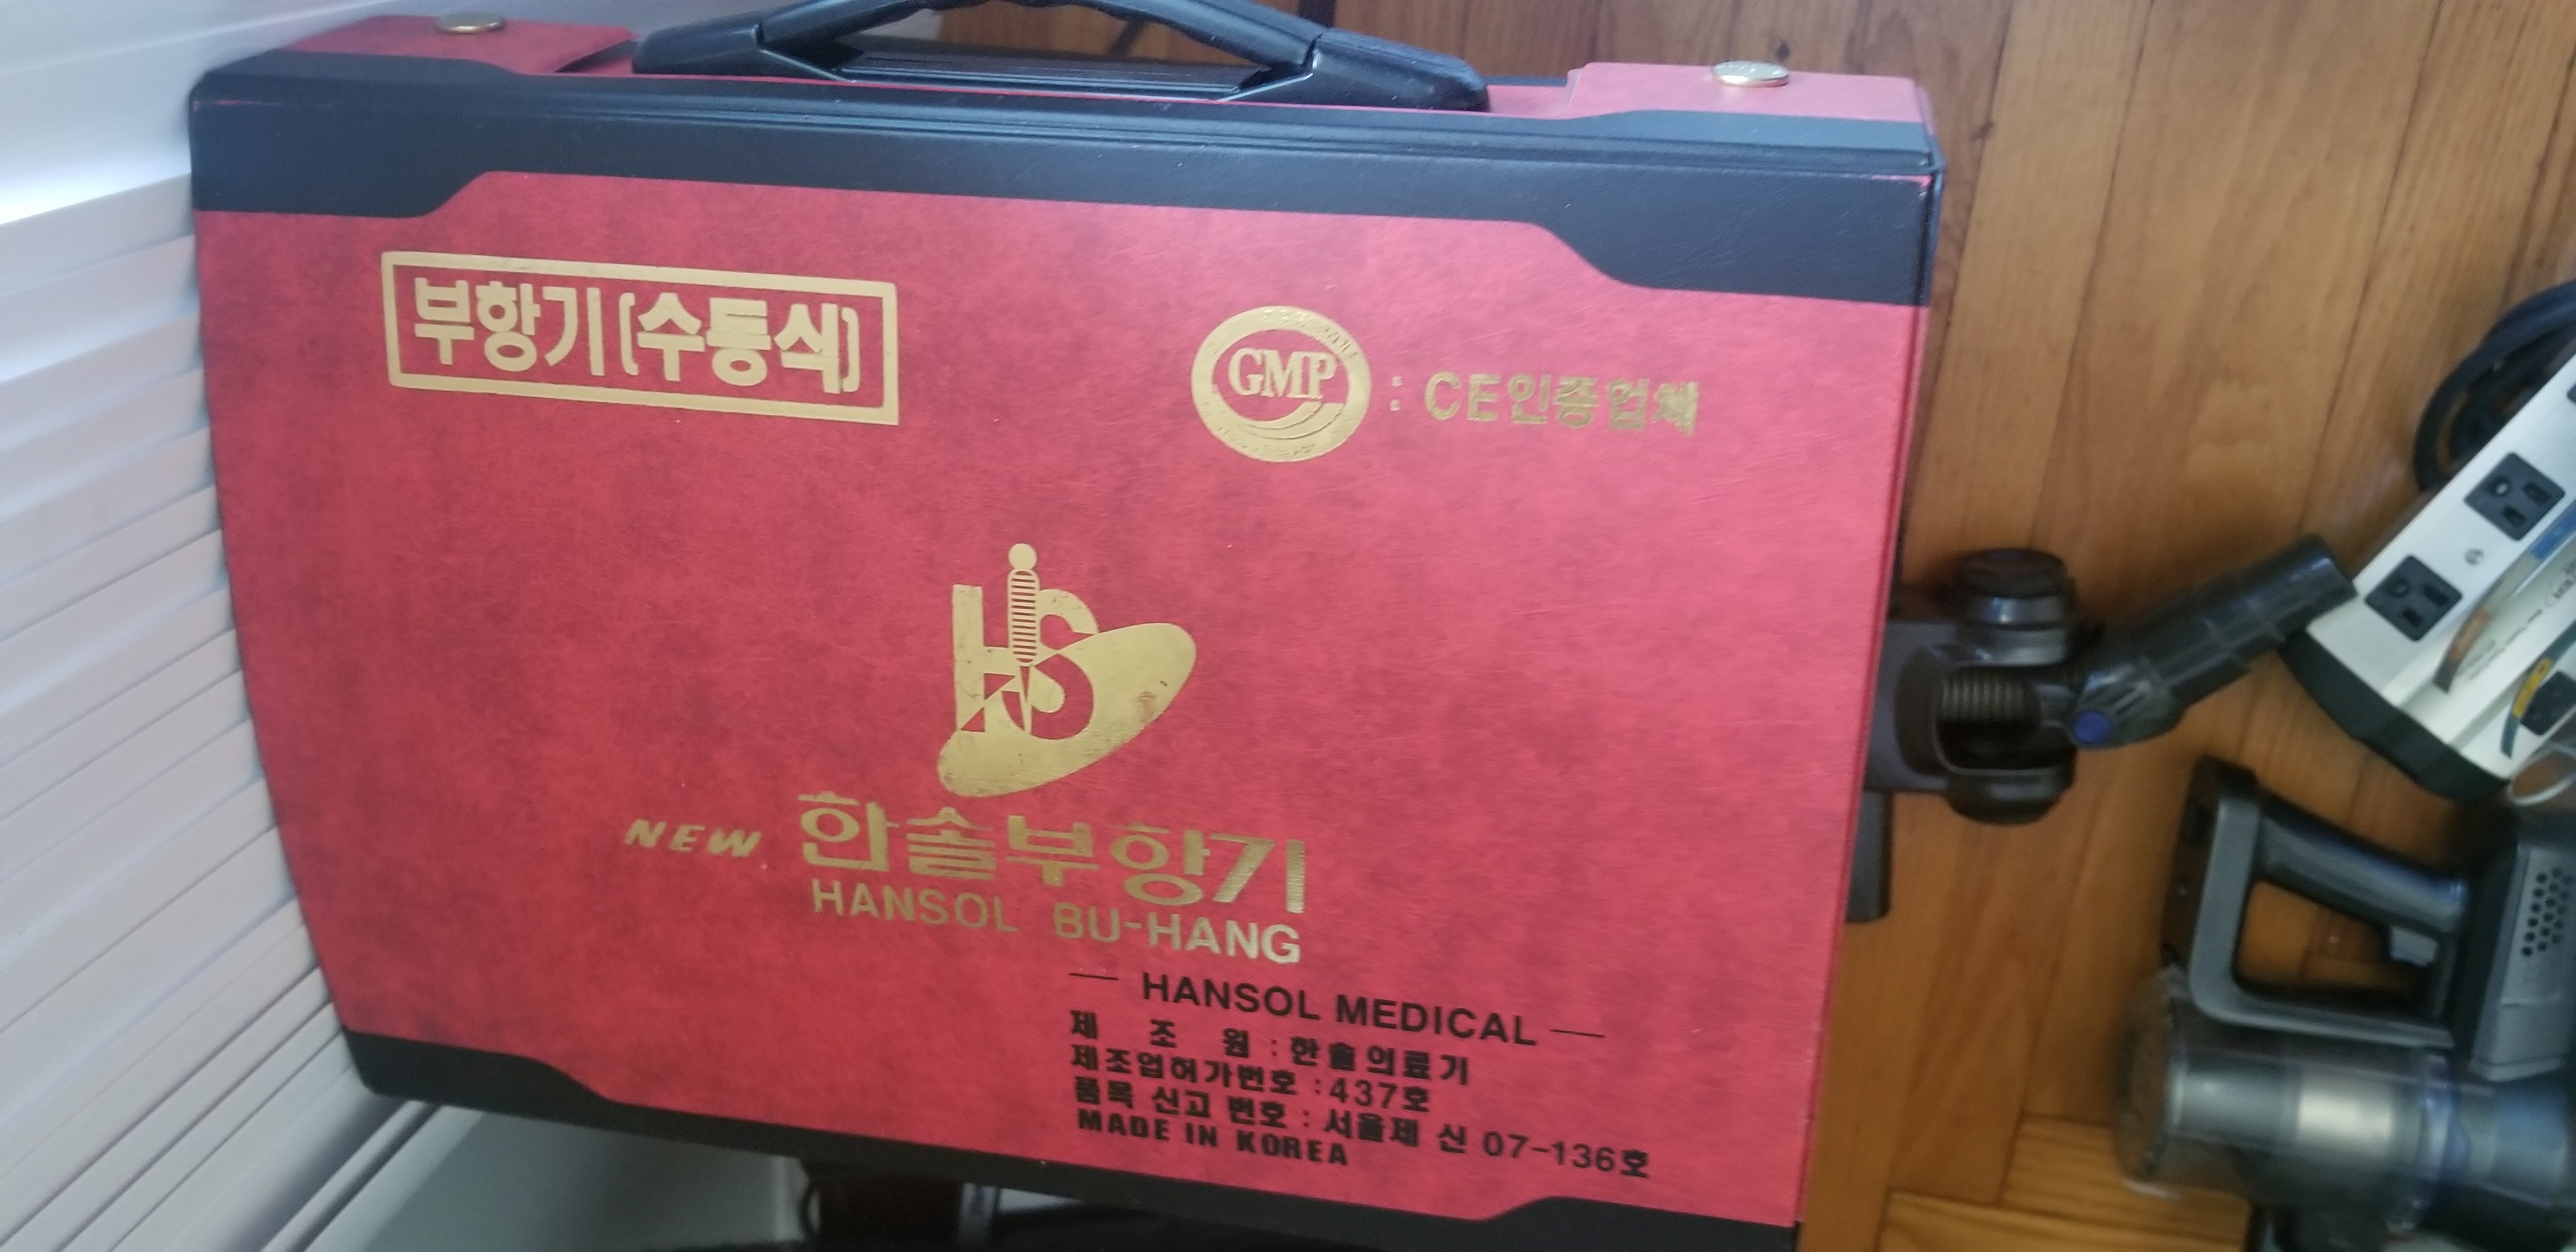 부항기(수동식)
GMP : CE인증업체
HS
NEW 한솔부항기
HANSOL BU-HANG
— HANSOL MEDICAL —
제 조 원 : 한솔의료기
제조업허가번호 : 437호
품목 신고 번호 : 서울제 신 07-136호
MADE IN KOREA